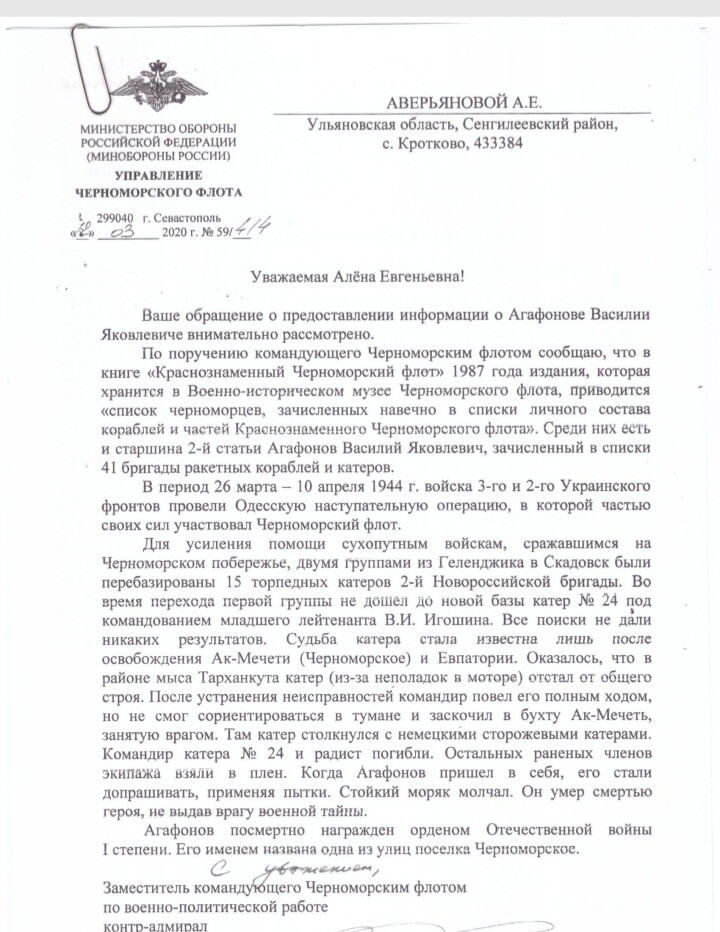 АВЕРЬЯНОВОЙ А.Е.
Ульяновская область, Сенгилеевский район,
с. Кротково, 433384
МИНИСТЕРСТВО ОБОРОНЫ
РОССИЙСКОЙ ФЕДЕРАЦИИ
(МИНОБОРОНЫ РОССИИ)
УПРАВЛЕНИЕ
ЧЕРНОМОРСКОГО ФЛОТА
299040 г. Севастополь
03 2020 г. № 59/414
Уважаемая Алёна Евгеньевна!
Ваше обращение о предоставлении информации о Агафонове Василии
Яковлевиче внимательно рассмотрено.
По поручению командующего Черноморским флотом сообщаю, что в
книге «Краснознаменный Черноморский флот» 1987 года издания, которая
хранится в Военно-историческом музее Черноморского флота, приводится
«список черноморцев, зачисленных навечно в списки личного состава
кораблей и частей Краснознаменного Черноморского флота». Среди них есть
и старшина 2-й статьи Агафонов Василий Яковлевич, зачисленный в списки
41 бригады ракетных кораблей и катеров.
В период 26 марта – 10 апреля 1944 г. войска 3-го и 2-го Украинского
фронтов провели Одесскую наступательную операцию, в которой частью
своих сил участвовал Черноморский флот.
Для усиления помощи сухопутным войскам, сражавшимся на
Черноморском побережье, двумя группами из Геленджика в Скадовск были
перебазированы 15 торпедных катеров 2-й Новороссийской бригады. Во
время перехода первой группы не дошел до новой базы катер № 24 под
командованием младшего лейтенанта В.И. Игошина. Все поиски не дали
никаких результатов. Судьба катера стала известна лишь после
освобождения Ак-Мечети (Черноморское) и Евпатории. Оказалось, что в
районе мыса Тарханкута катер (из-за неполадок в моторе) отстал от общего
строя. После устранения неисправностей командир повел его полным ходом,
но не смог сориентироваться в тумане и заскочил в бухту Ак-Мечеть,
занятую врагом. Там катер столкнулся с немецкими сторожевыми катерами.
Командир катера № 24 и радист погибли. Остальных раненых членов
экипажа взяли в плен. Когда Агафонов пришел в себя, его стали
допрашивать, применяя пытки. Стойкий моряк молчал. Он умер смертью
героя, не выдав врагу военной тайны.
Агафонов посмертно награжден орденом Отечественной войны
I степени. Его именем названа одна из улиц поселка Черноморское.
С уважением,
Заместитель командующего Черноморским флотом
по военно-политической работе
контр-адмирал